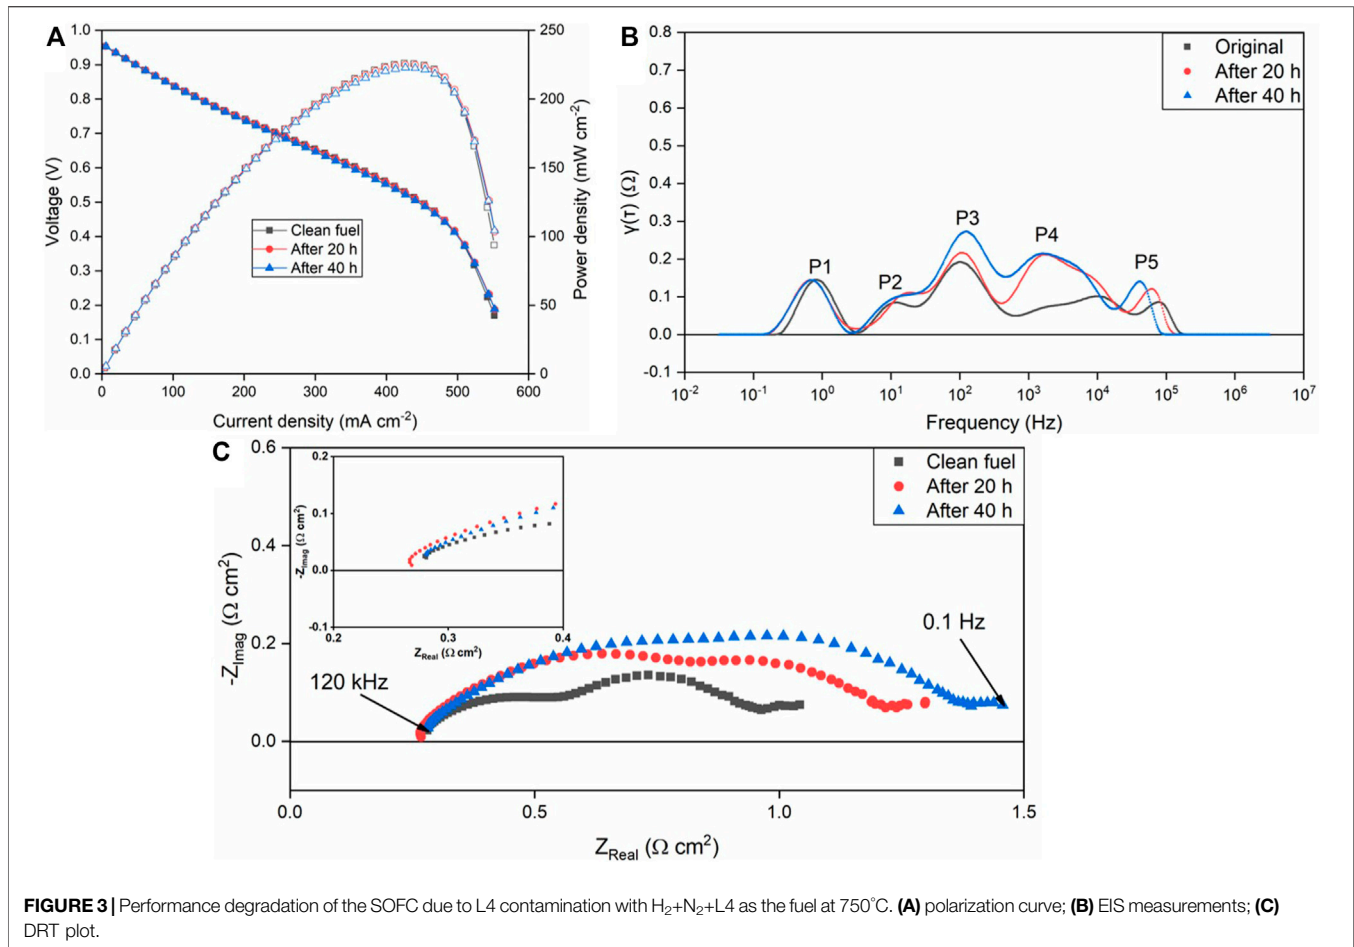 A
1.0
0.9
0.8
0.7
0.6
0.5
0.4
0.3
0.2
0.1
0.0
Voltage (V)
250
200
150
100
50
0
Power density (mW cm-2)
Clean fuel
After 20 h
After 40 h
0 100 200 300 400 500 600
Current density (mA cm-2)
B
0.8
0.7
0.6
0.5
0.4
0.3
0.2
0.1
0.0
-0.1
γ(τ) (Ω)
Original
After 20 h
After 40 h
P1
P2
P3
P4
P5
10-2 10-1 100 101 102 103 104 105 106 107
Frequency (Hz)
C
0.6
0.4
0.2
0.0
-ZImag (Ω cm2)
0.2
0.1
0.0
-0.1
-ZImag (Ω cm2)
0.2 0.3 0.4
ZReal (Ω cm2)
Clean fuel
After 20 h
After 40 h
120 kHz
0.1 Hz
0.0 0.5 1.0 1.5
ZReal (Ω cm2)
FIGURE 3 | Performance degradation of the SOFC due to L4 contamination with H2+N2+L4 as the fuel at 750°C. (A) polarization curve; (B) EIS measurements; (C)
DRT plot.